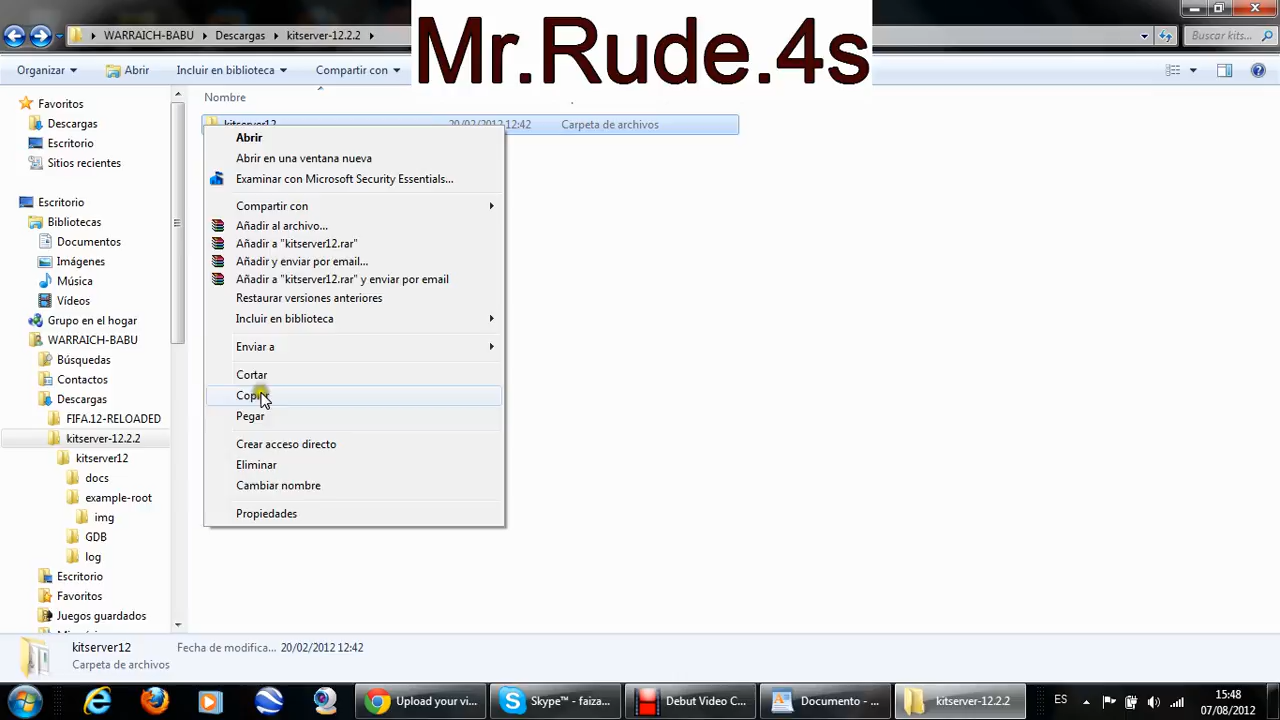 Mr.Rude.4s
WARRAICH-BABU Descargas kitserver-12.2.2
Buscar kits...
Organizar Abrir Incluir en biblioteca Compartir con
Nombre
kitserver12 20/02/2012 12:42 Carpeta de archivos
Favoritos
Descargas
Escritorio
Sitios recientes
Escritorio
Bibliotecas
Documentos
Imágenes
Música
Vídeos
Grupo en el hogar
WARRAICH-BABU
Búsquedas
Contactos
Descargas
FIFA.12-RELOADED
kitserver-12.2.2
kitserver12
docs
example-root
img
GDB
log
Escritorio
Favoritos
Juegos guardados
Abrir
Abrir en una ventana nueva
Examinar con Microsoft Security Essentials...
Compartir con
Añadir al archivo...
Añadir a "kitserver12.rar"
Añadir y enviar por email...
Añadir a "kitserver12.rar" y enviar por email
Restaurar versiones anteriores
Incluir en biblioteca
Enviar a
Cortar
Pegar
Crear acceso directo
Eliminar
Cambiar nombre
Propiedades
kitserver12 Fecha de modifica... 20/02/2012 12:42
Carpeta de archivos
Upload your vi... Skype™ - faiza... Debut Video C... Documento - ... kitserver-12.2.2 ES 15:48
07/08/2012